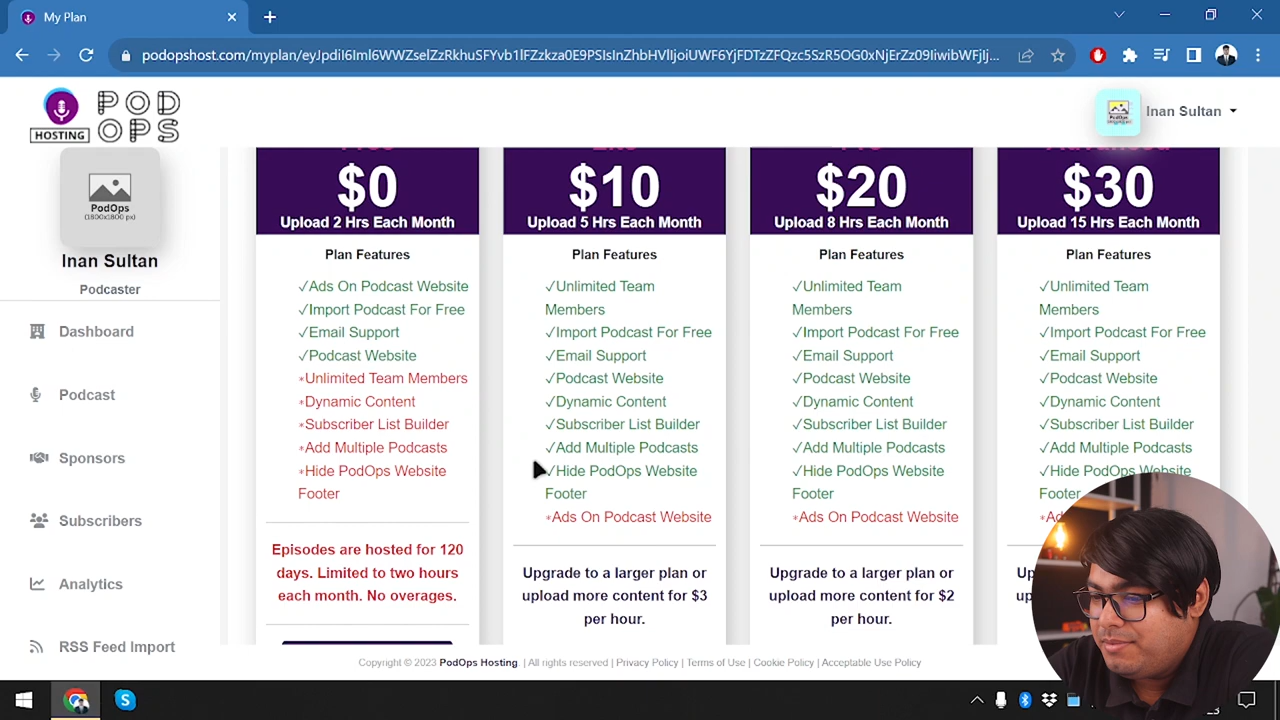 My Plan
podopshost.com/myplan/eyJpdiI6Iml6WWZselZzRkhuSFYvb1lFZzkza0E9PSIsInZhbHVlIjoiUWF6YjFDTzZFQzc5SzR5OG0xNjErZz09IiwibWFjIj...
HOSTING
POD
OPS
Inan Sultan
PodOps
(1800x1800 px)
Inan Sultan
Podcaster
Dashboard
Podcast
Sponsors
Subscribers
Analytics
RSS Feed Import
$0
Upload 2 Hrs Each Month
Plan Features
✓Ads On Podcast Website
✓Import Podcast For Free
✓Email Support
✓Podcast Website
*Unlimited Team Members
*Dynamic Content
*Subscriber List Builder
*Add Multiple Podcasts
*Hide PodOps Website
Footer
Episodes are hosted for 120
days. Limited to two hours
each month. No overages.
$10
Upload 5 Hrs Each Month
Plan Features
✓Unlimited Team
Members
✓Import Podcast For Free
✓Email Support
✓Podcast Website
✓Dynamic Content
✓Subscriber List Builder
✓Add Multiple Podcasts
✓Hide PodOps Website
Footer
*Ads On Podcast Website
Upgrade to a larger plan or
upload more content for $3
per hour.
$20
Upload 8 Hrs Each Month
Plan Features
✓Unlimited Team
Members
✓Import Podcast For Free
✓Email Support
✓Podcast Website
✓Dynamic Content
✓Subscriber List Builder
✓Add Multiple Podcasts
✓Hide PodOps Website
Footer
*Ads On Podcast Website
Upgrade to a larger plan or
upload more content for $2
per hour.
$30
Upload 15 Hrs Each Month
Plan Features
✓Unlimited Team
Members
✓Import Podcast For Free
✓Email Support
✓Podcast Website
✓Dynamic Content
✓Subscriber List Builder
✓Add Multiple Podcasts
✓Hide PodOps Website
Footer
Copyright © 2023 PodOps Hosting. | All rights reserved | Privacy Policy | Terms of Use | Cookie Policy | Acceptable Use Policy